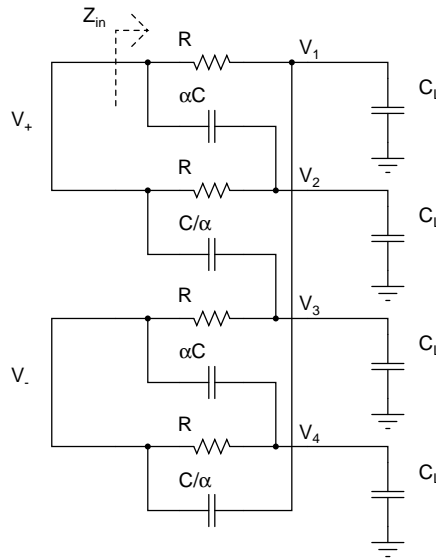 Z_in
R
V_1
C_L
αC
V_+
R
V_2
C_L
C/α
R
V_3
C_L
αC
V_-
R
V_4
C_L
C/α